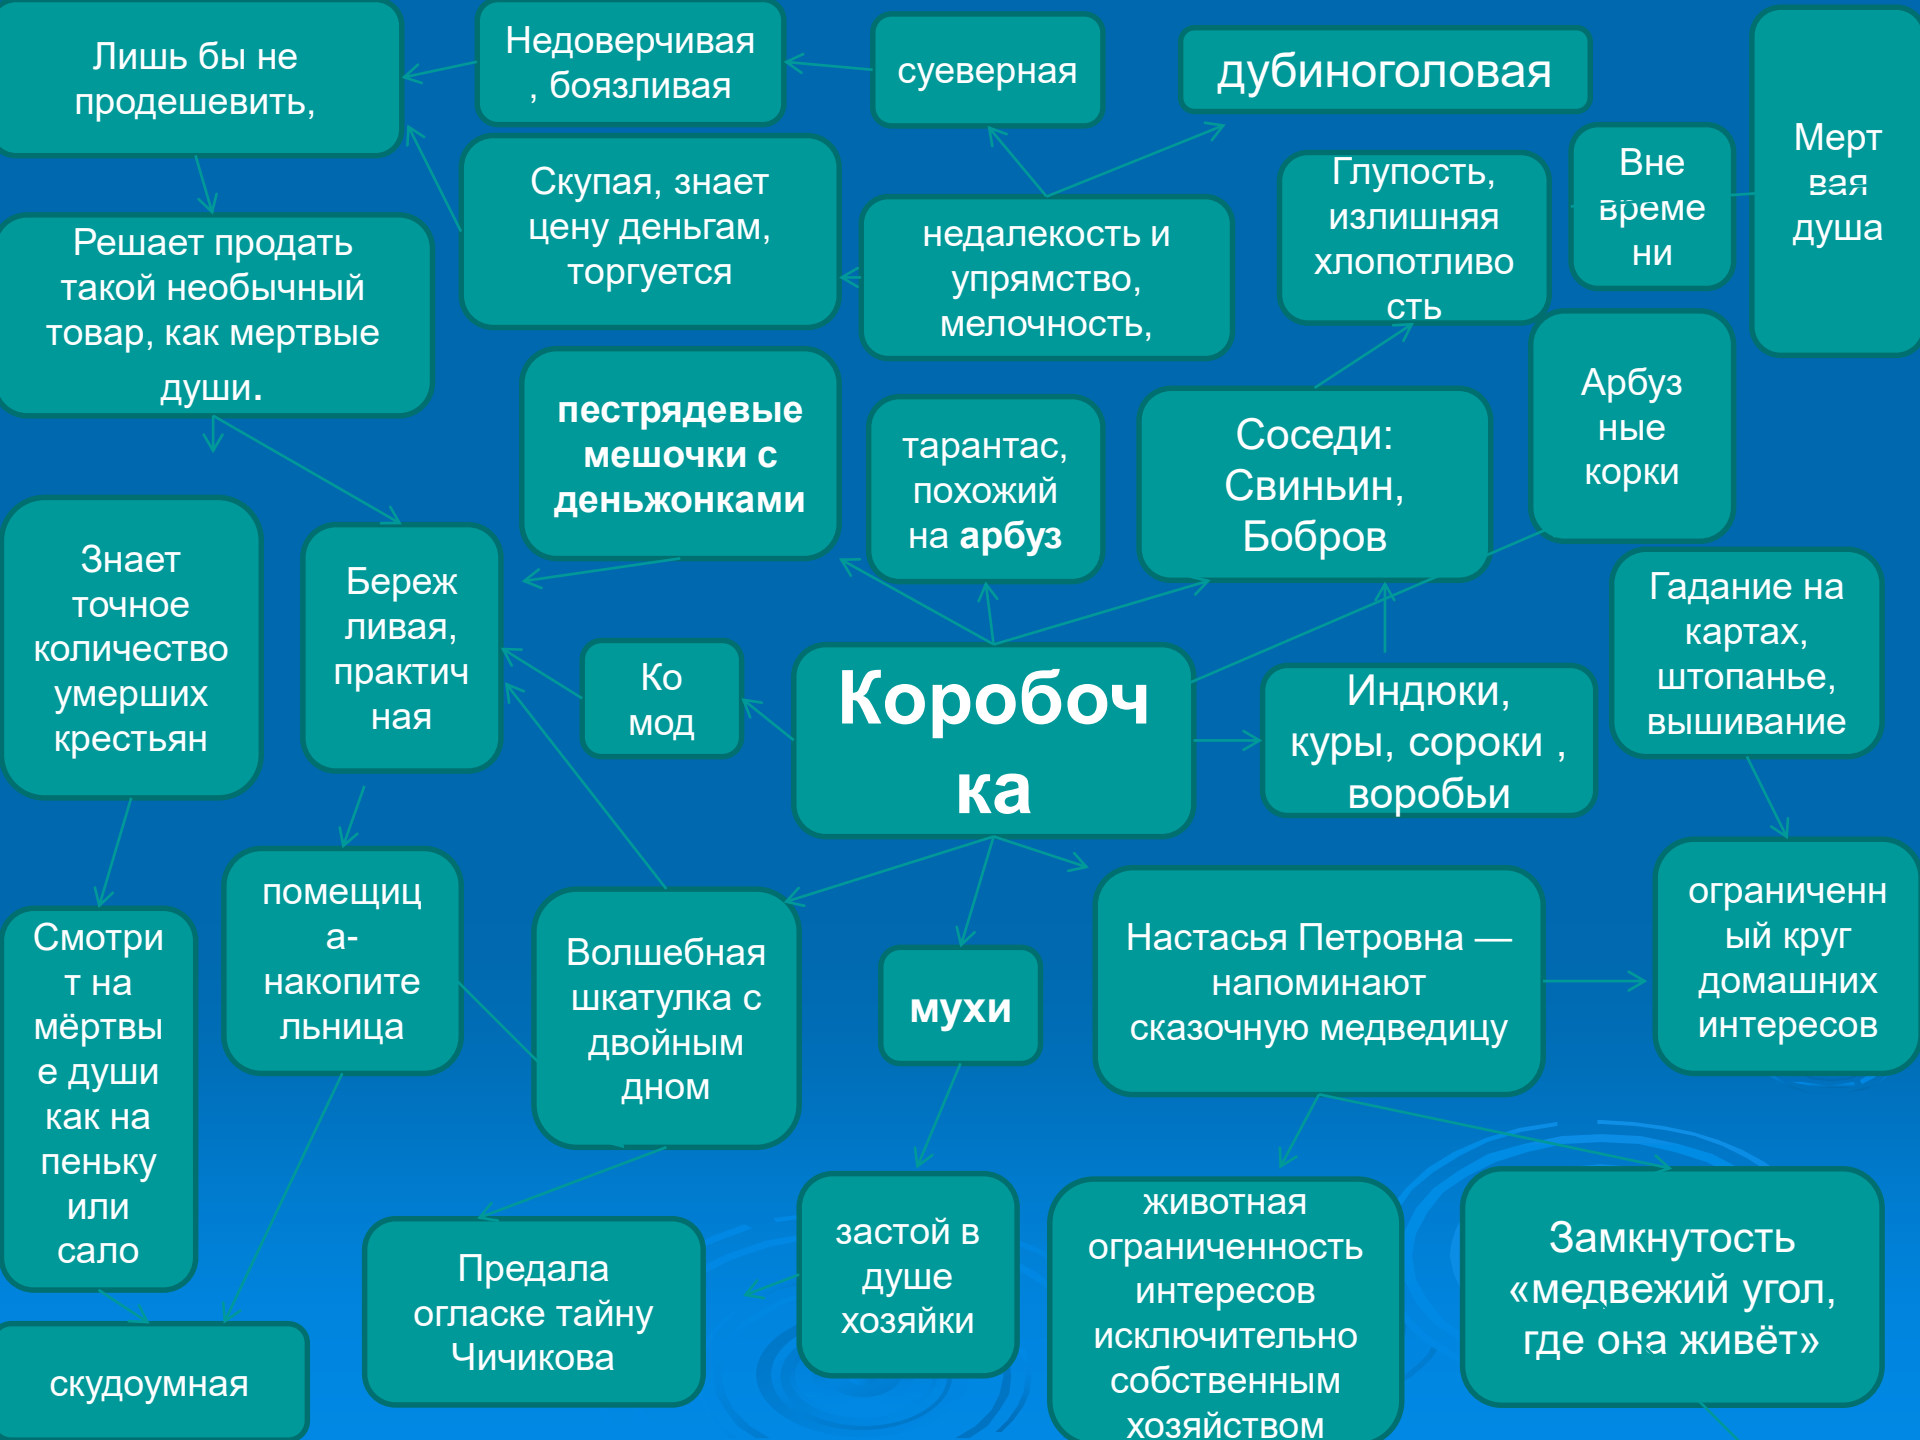 Лишь бы не
продешевить,
Недоверчивая
, боязливая
суеверная
дубиноголовая
Мерт
вая
душа
Вне
време
ни
Глупость,
излишняя
хлопотливо
сть
Скупая, знает
цену деньгам,
торгуется
недалекость и
упрямство,
мелочность,
Решает продать
такой необычный
товар, как мертвые
души.
пестрядевые
мешочки с
деньжонками
тарантас,
похожий
на арбуз
Соседи:
Свиньин,
Бобров
Арбуз
ные
корки
Знает
точное
количество
умерших
крестьян
Береж
ливая,
практич
ная
Ко
мод
Коробоч
ка
Индюки,
куры, сороки ,
воробьи
Гадание на
картах,
штопанье,
вышивание
Смотри
т на
мёртвы
е души
как на
пеньку
или
сало
помещиц
а-
накопите
льница
Волшебная
шкатулка с
двойным
дном
мухи
Настасья Петровна —
напоминают
сказочную медведицу
ограниченн
ый круг
домашних
интересов
скудоумная
Предала
огласке тайну
Чичикова
застой в
душе
хозяйки
животная
ограниченность
интересов
исключительно
собственным
хозяйством
Замкнутость
«медвежий угол,
где она живёт»